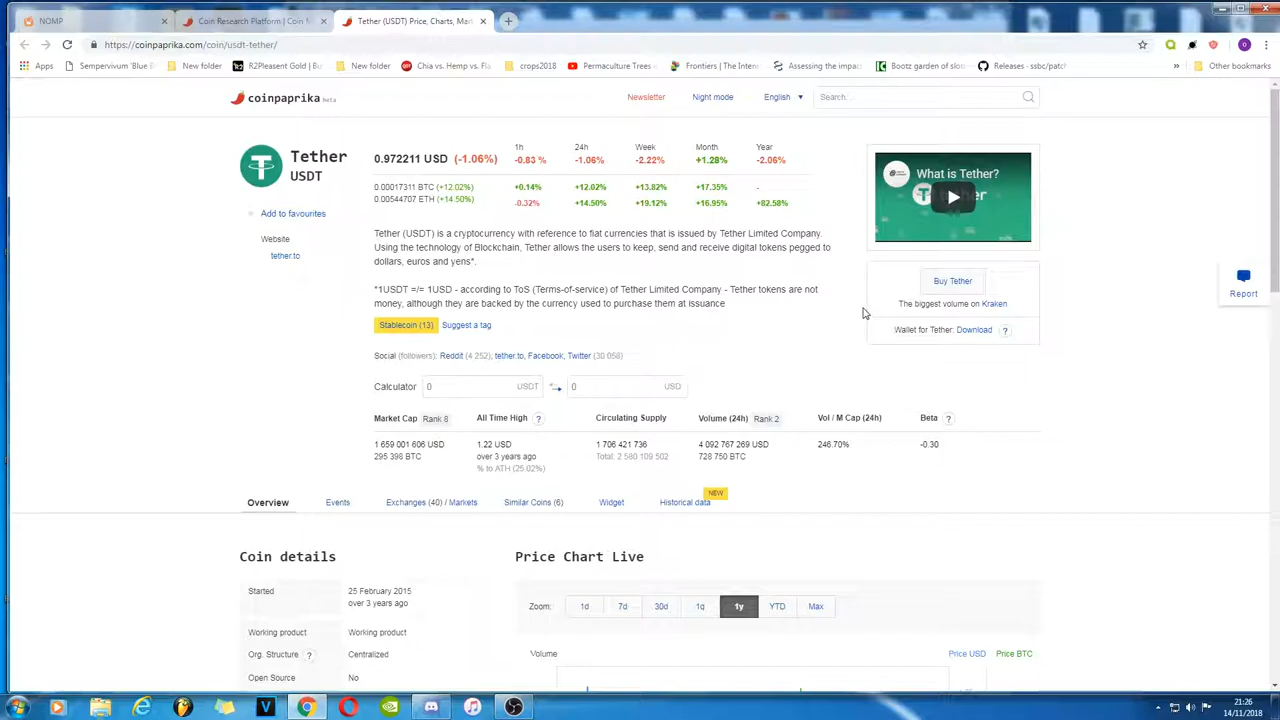 NOMP
Coin Research Platform | Coin M
Tether (USDT) Price, Charts, Mar
https://coinpaprika.com/coin/usdt-tether/
Apps
Sempervivum 'Blue B
New folder
R2Pleasent Gold | Bu
New folder
Chia vs. Hemp vs. Fla
crops2018
Permaculture Trees -
Frontiers | The Intera
Assessing the impac
Bootz garden of slo
Releases · ssbc/patch
Other bookmarks
coinpaprika beta
Newsletter
Night mode
English
Search...
Tether
USDT
0.972211 USD (-1.06%)
1h 24h Week Month Year
-0.83 % -1.06% -2.22% +1.28% -2.06%
0.00017311 BTC (+12.02%) +0.14% +12.02% +13.82% +17.35% -
0.00544707 ETH (+14.50%) -0.32% +14.50% +19.12% +16.95% +82.58%
Add to favourites
Website
tether.to
Tether (USDT) is a cryptocurrency with reference to fiat currencies that is issued by Tether Limited Company.
Using the technology of Blockchain, Tether allows the users to keep, send and receive digital tokens pegged to
dollars, euros and yens*.
*1USDT =/= 1USD - according to ToS (Terms-of-service) of Tether Limited Company - Tether tokens are not
money, although they are backed by the currency used to purchase them at issuance
Stablecoin (13) Suggest a tag
What is Tether?
Buy Tether
The biggest volume on Kraken
Wallet for Tether: Download ?
Report
Social (followers): Reddit (4 252), tether.to, Facebook, Twitter (30 058)
Calculator 0 USDT 0 USD
Market Cap Rank 8 All Time High ? Circulating Supply Volume (24h) Rank 2 Vol / M Cap (24h) Beta ?
1 659 001 606 USD 1.22 USD 1 706 421 736 4 092 767 269 USD 246.70% -0.30
295 398 BTC over 3 years ago Total: 2 580 109 502 728 750 BTC
% to ATH (25.02%)
NEW
Overview Events Exchanges (40) / Markets Similar Coins (6) Widget Historical data
Coin details
Started 25 February 2015
over 3 years ago
Working product Working product
Org. Structure ? Centralized
Open Source No
Price Chart Live
Zoom: 1d 7d 30d 1q 1y YTD Max
Volume Price USD Price BTC
21:26
14/11/2018